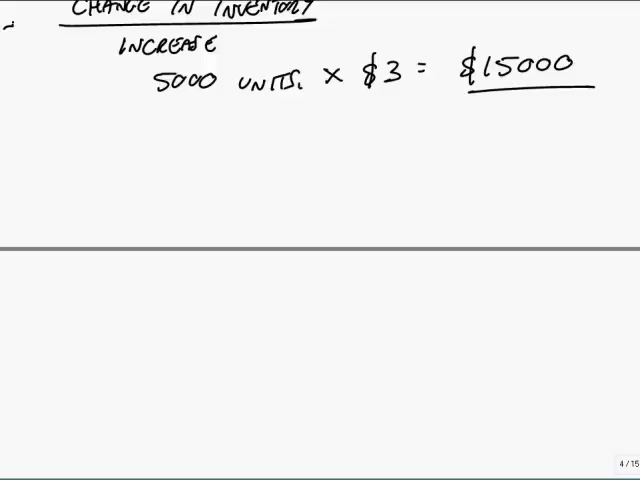 CHANGE IN INVENTORY
INCREASE
5000 UNITS. × $3 = $15000
4 / 15